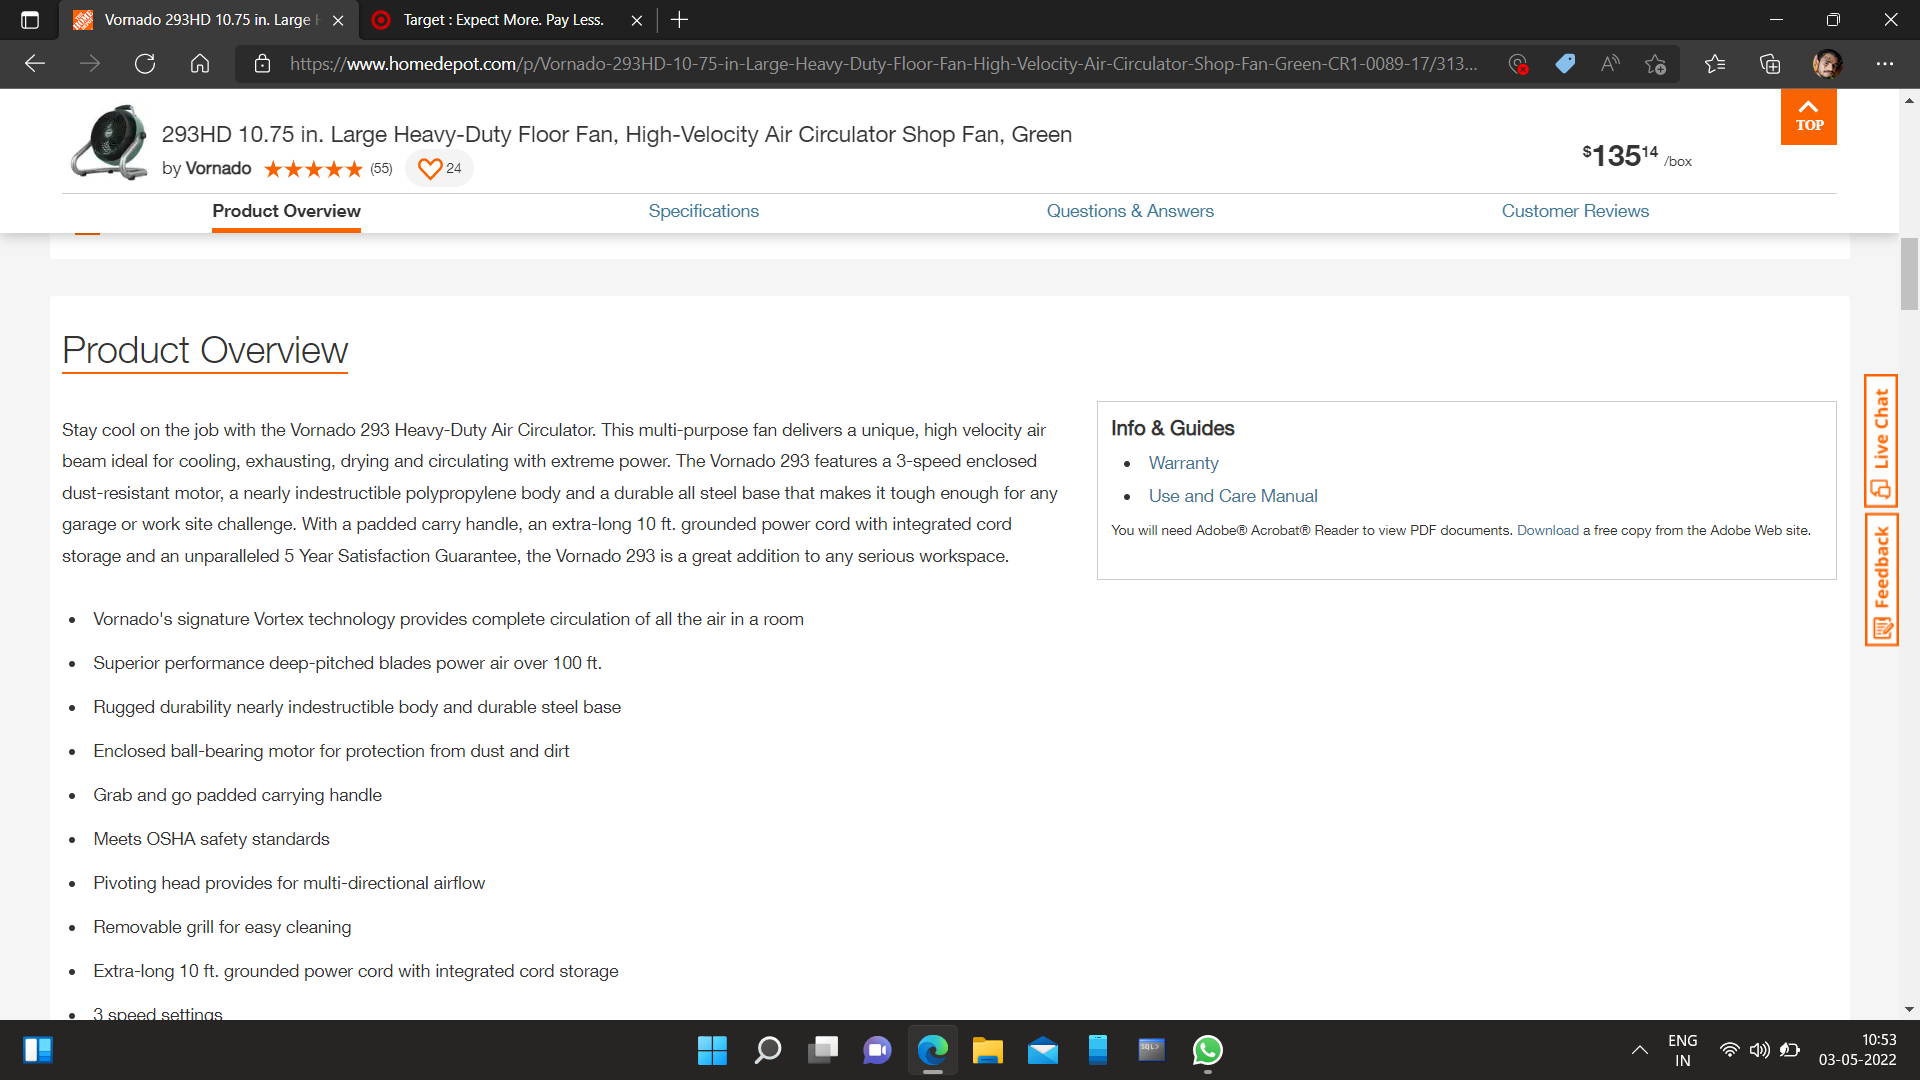 Vornado 293HD 10.75 in. Large H
Target : Expect More. Pay Less.
https://www.homedepot.com/p/Vornado-293HD-10-75-in-Large-Heavy-Duty-Floor-Fan-High-Velocity-Air-Circulator-Shop-Fan-Green-CR1-0089-17/313...
293HD 10.75 in. Large Heavy-Duty Floor Fan, High-Velocity Air Circulator Shop Fan, Green
by Vornado (55) 24
$135 14 /box
TOP
Product Overview
Specifications
Questions & Answers
Customer Reviews
Product Overview
Stay cool on the job with the Vornado 293 Heavy-Duty Air Circulator. This multi-purpose fan delivers a unique, high velocity air
beam ideal for cooling, exhausting, drying and circulating with extreme power. The Vornado 293 features a 3-speed enclosed
dust-resistant motor, a nearly indestructible polypropylene body and a durable all steel base that makes it tough enough for any
garage or work site challenge. With a padded carry handle, an extra-long 10 ft. grounded power cord with integrated cord
storage and an unparalleled 5 Year Satisfaction Guarantee, the Vornado 293 is a great addition to any serious workspace.
• Vornado's signature Vortex technology provides complete circulation of all the air in a room
• Superior performance deep-pitched blades power air over 100 ft.
• Rugged durability nearly indestructible body and durable steel base
• Enclosed ball-bearing motor for protection from dust and dirt
• Grab and go padded carrying handle
• Meets OSHA safety standards
• Pivoting head provides for multi-directional airflow
• Removable grill for easy cleaning
• Extra-long 10 ft. grounded power cord with integrated cord storage
• 3 speed settings
Info & Guides
• Warranty
• Use and Care Manual
You will need Adobe® Acrobat® Reader to view PDF documents. Download a free copy from the Adobe Web site.
Live Chat
Feedback
SQL>
ENG
IN
10:53
03-05-2022